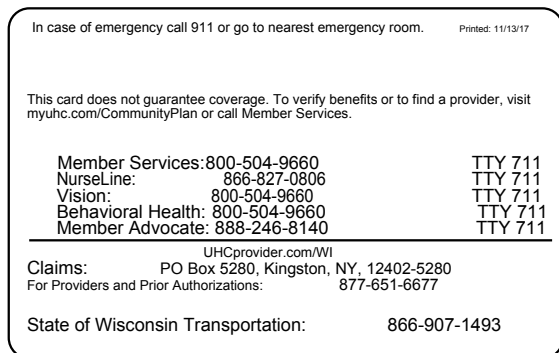 In case of emergency call 911 or go to nearest emergency room. Printed: 11/13/17
This card does not guarantee coverage. To verify benefits or to find a provider, visit
myuhc.com/CommunityPlan or call Member Services.
Member Services:800-504-9660 TTY 711
NurseLine: 866-827-0806 TTY 711
Vision: 800-504-9660 TTY 711
Behavioral Health: 800-504-9660 TTY 711
Member Advocate: 888-246-8140 TTY 711
UHCprovider.com/WI
Claims: PO Box 5280, Kingston, NY, 12402-5280
For Providers and Prior Authorizations: 877-651-6677
State of Wisconsin Transportation: 866-907-1493